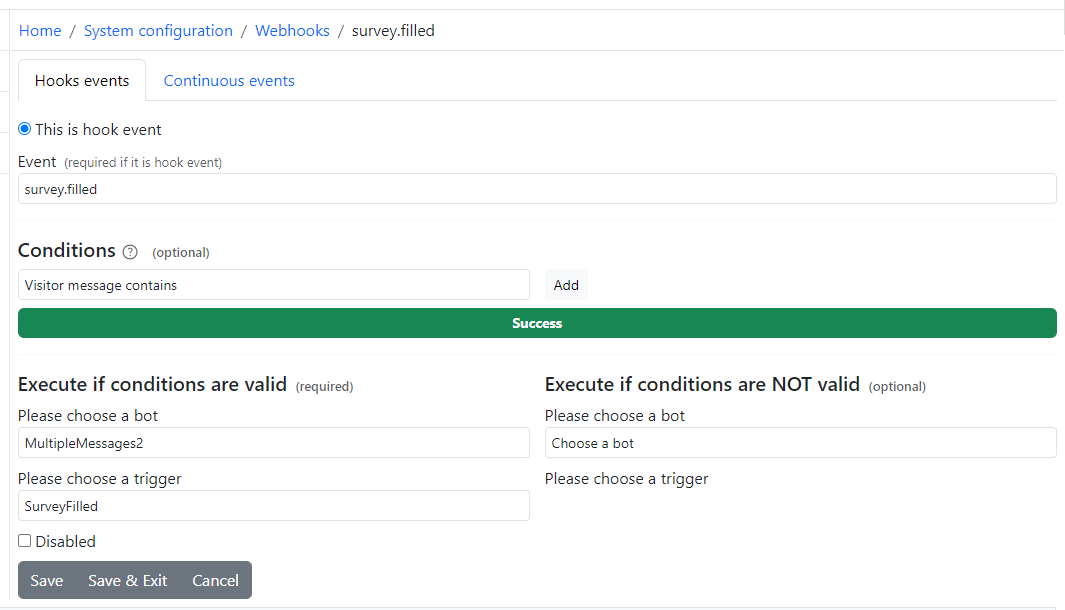 Home / System configuration / Webhooks / survey.filled
Hooks events Continuous events
This is hook event
Event (required if it is hook event)
survey.filled
Conditions ? (optional)
Visitor message contains Add
Success
Execute if conditions are valid (required) Execute if conditions are NOT valid (optional)
Please choose a bot Please choose a bot
MultipleMessages2 Choose a bot
Please choose a trigger Please choose a trigger
SurveyFilled
Disabled
Save Save & Exit Cancel